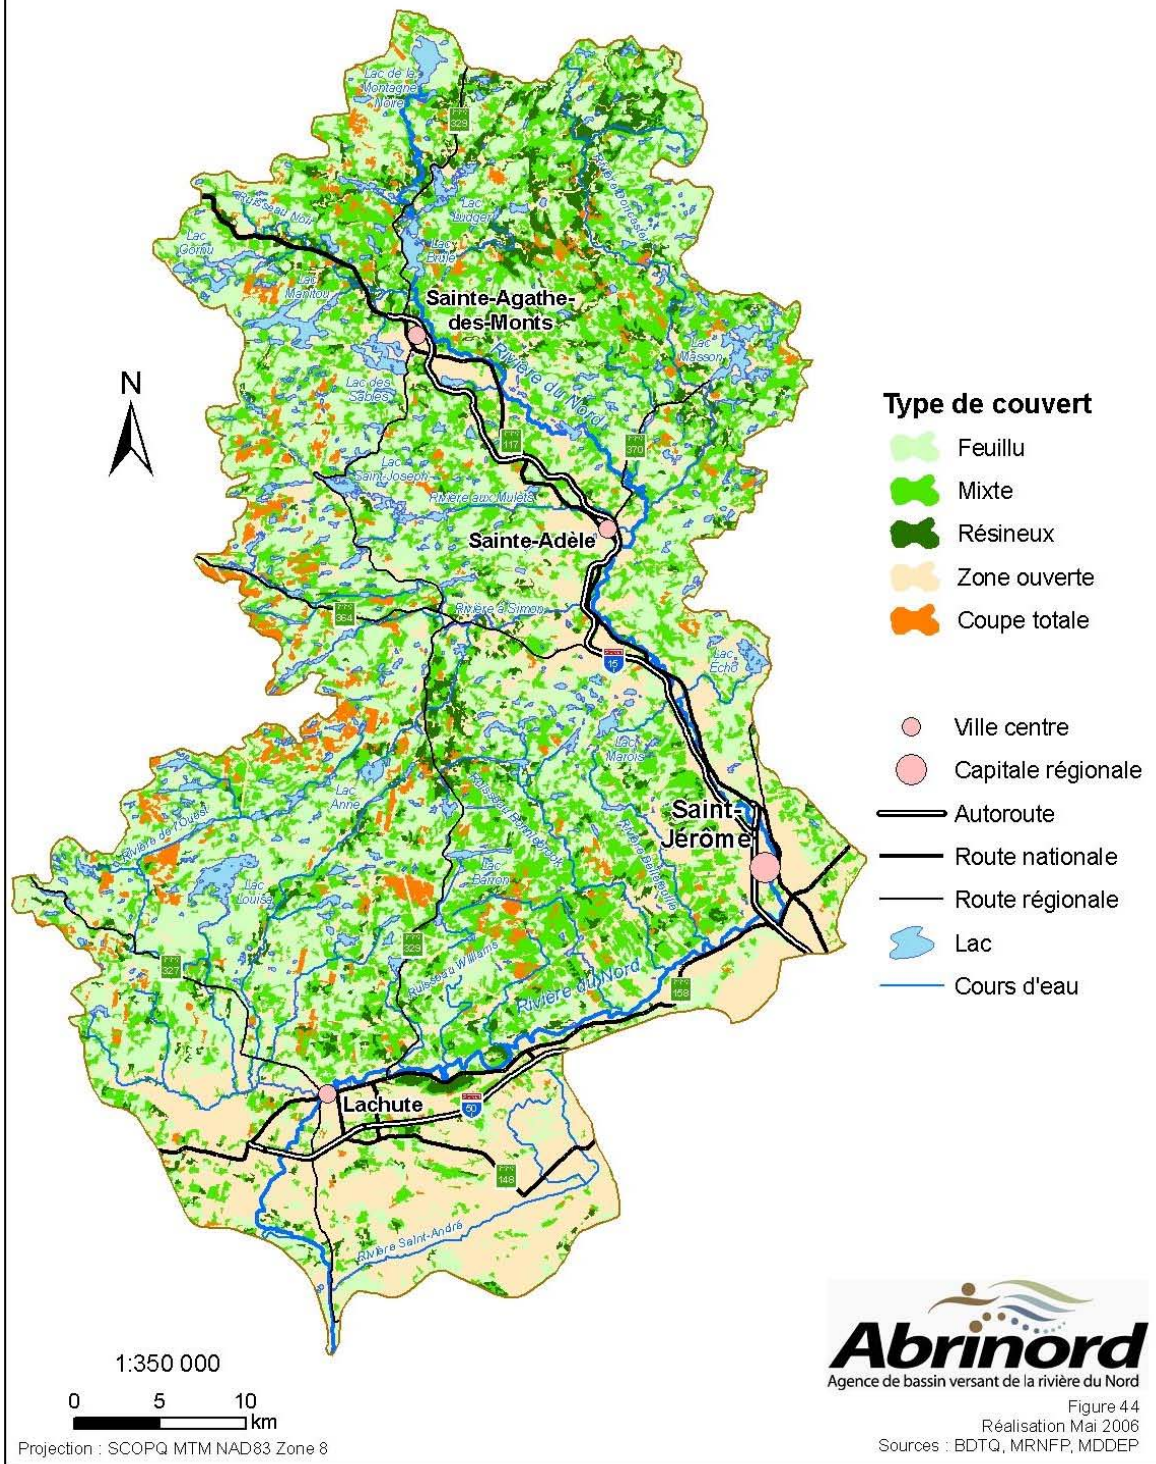 Lac de la
Montagne
Noire
329
Ruisseau Noir
Lac
Cornu
Lac
Ludger
Lac
Brûlé
Rivière Doncaster
Lac
Manitou
Sainte-Agathe-
des-Monts
Lac
Masson
Rivière du Nord
Lac des
Sables
N
117
370
Lac
Saint-Joseph
Rivière aux Mulets
Sainte-Adèle
364
Rivière à Simon
15
Lac
Écho
Lac
Marois
Lac
Anne
Saint-
Jérôme
Rivière de l'Ouest
Rivière Bellefeuille
Lac
Barron
Lac
Louisa
329
327
Ruisseau Williams
Rivière du Nord
158
Lachute
50
148
Rivière Saint-André
Type de couvert
Feuillu
Mixte
Résineux
Zone ouverte
Coupe totale
Ville centre
Capitale régionale
Autoroute
Route nationale
Route régionale
Lac
Cours d'eau
1:350 000
0 5 10
km
Projection : SCOPQ MTM NAD83 Zone 8
Abrinord
Agence de bassin versant de la rivière du Nord
Figure 44
Réalisation Mai 2006
Sources : BDTQ, MRNFP, MDDEP